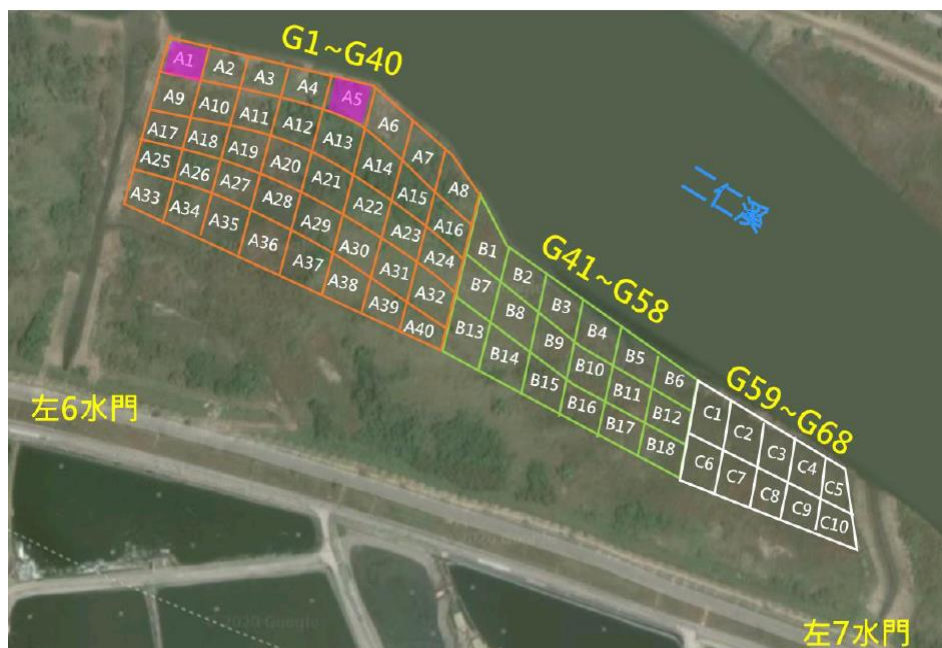 G1~G40
A1 A2 A3 A4 A5 A6 A7 A8
A9 A10 A11 A12 A13 A14 A15 A16
A17 A18 A19 A20 A21 A22 A23 A24
A25 A26 A27 A28 A29 A30 A31 A32
A33 A34 A35 A36 A37 A38 A39 A40
二仁溪
G41~G58
B1 B2 B3 B4 B5 B6
B7 B8 B9 B10 B11 B12
B13 B14 B15 B16 B17 B18
G59~G68
C1 C2 C3 C4 C5
C6 C7 C8 C9 C10
左6水門
左7水門
2020 Google